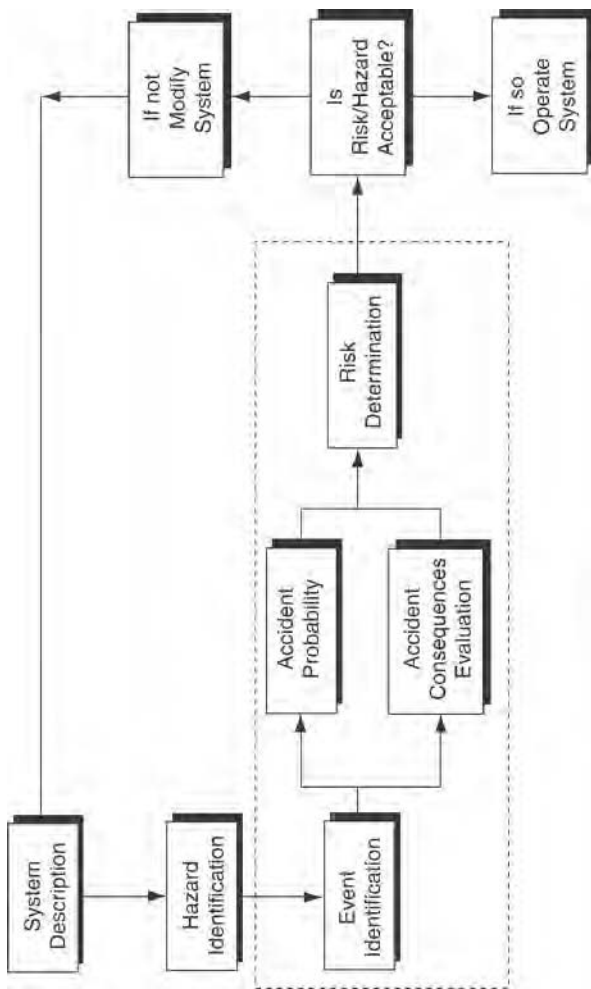 System
Description
Hazard
Identification
Event
Identification
Accident
Probability
Accident
Consequences
Evaluation
Risk
Determination
Is
Risk/Hazard
Acceptable?
If not
Modify
System
If so
Operate
System